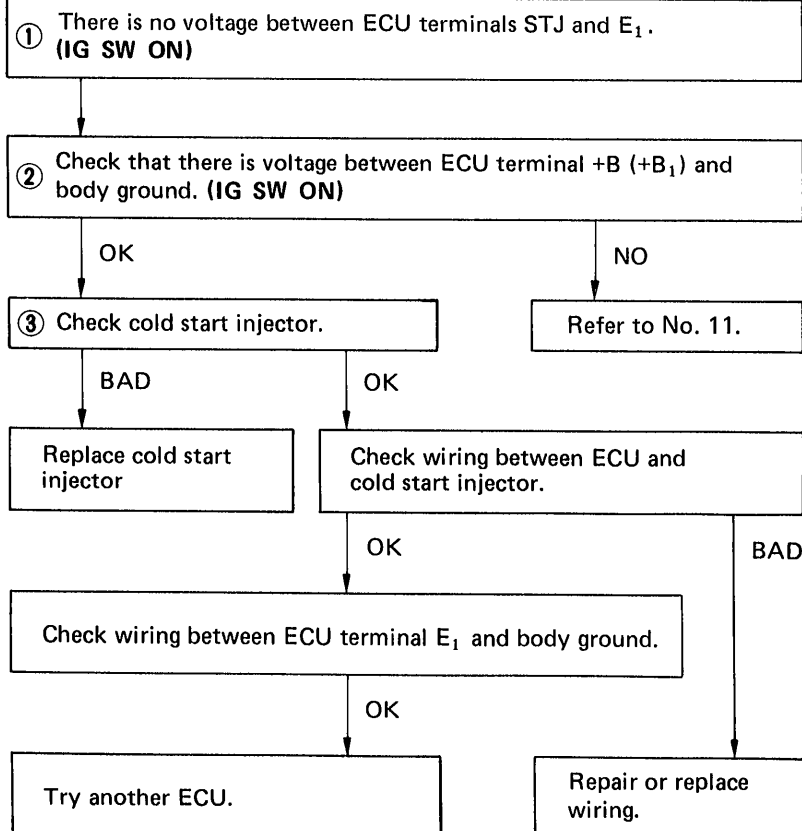 ① There is no voltage between ECU terminals STJ and E₁.
(IG SW ON)
② Check that there is voltage between ECU terminal +B (+B₁) and
body ground. (IG SW ON)
OK
NO
③ Check cold start injector.
Refer to No. 11.
BAD
OK
Replace cold start
injector
Check wiring between ECU and
cold start injector.
OK
BAD
Check wiring between ECU terminal E₁ and body ground.
OK
Try another ECU.
Repair or replace
wiring.